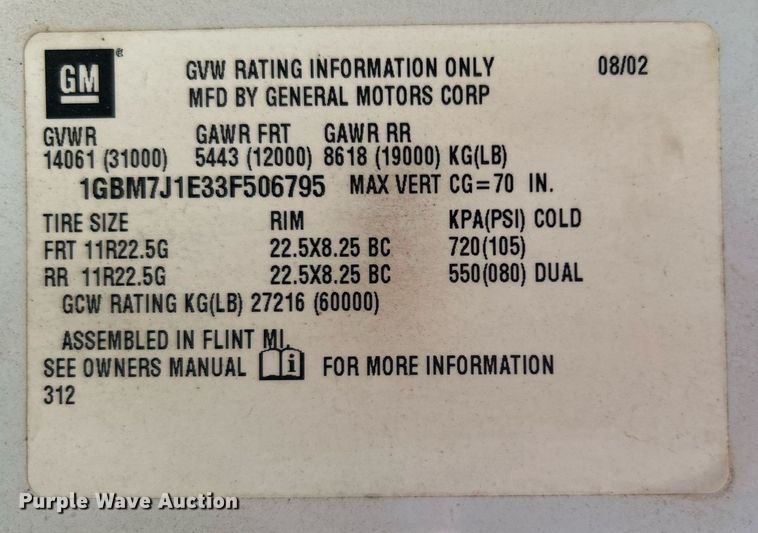 GM ®
GVW RATING INFORMATION ONLY 08/02
MFD BY GENERAL MOTORS CORP
GVWR GAWR FRT GAWR RR
14061 (31000) 5443 (12000) 8618 (19000) KG(LB)
1GBM7J1E33F506795 MAX VERT CG=70 IN.
TIRE SIZE RIM KPA(PSI) COLD
FRT 11R22.5G 22.5X8.25 BC 720(105)
RR 11R22.5G 22.5X8.25 BC 550(080) DUAL
GCW RATING KG(LB) 27216 (60000)
ASSEMBLED IN FLINT MI.
SEE OWNERS MANUAL i FOR MORE INFORMATION
312
Purple Wave Auction